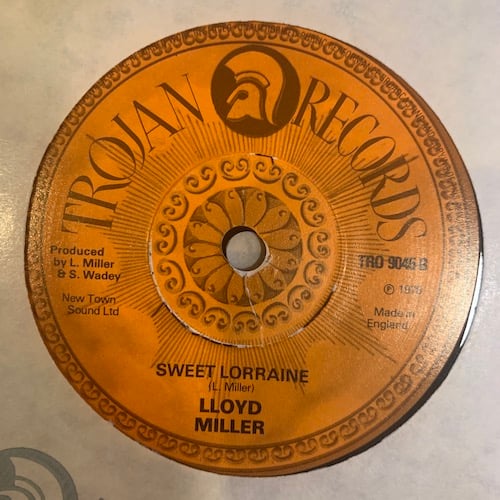 TROJAN RECORDS
Produced
by L. Miller
& S. Wadey
New Town
Sound Ltd
TRO 9045 B
Made in
England
SWEET LORRAINE
(L. Miller)
LLOYD
MILLER